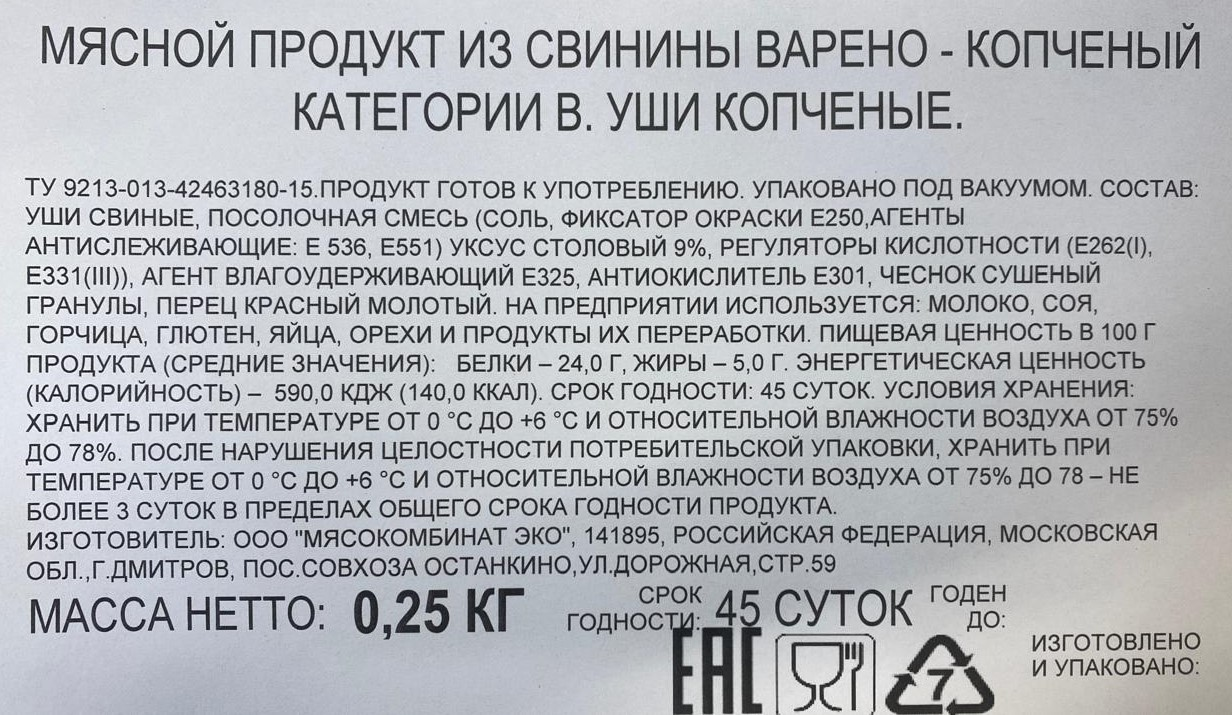 МЯСНОЙ ПРОДУКТ ИЗ СВИНИНЫ ВАРЕНО - КОПЧЕНЫЙ
КАТЕГОРИИ В. УШИ КОПЧЕНЫЕ.
ТУ 9213-013-42463180-15.ПРОДУКТ ГОТОВ К УПОТРЕБЛЕНИЮ. УПАКОВАНО ПОД ВАКУУМОМ. СОСТАВ:
УШИ СВИНЫЕ, ПОСОЛОЧНАЯ СМЕСЬ (СОЛЬ, ФИКСАТОР ОКРАСКИ Е250,АГЕНТЫ
АНТИСЛЕЖИВАЮЩИЕ: Е 536, Е551) УКСУС СТОЛОВЫЙ 9%, РЕГУЛЯТОРЫ КИСЛОТНОСТИ (Е262(I),
Е331(III)), АГЕНТ ВЛАГОУДЕРЖИВАЮЩИЙ Е325, АНТИОКИСЛИТЕЛЬ Е301, ЧЕСНОК СУШЕНЫЙ
ГРАНУЛЫ, ПЕРЕЦ КРАСНЫЙ МОЛОТЫЙ. НА ПРЕДПРИЯТИИ ИСПОЛЬЗУЕТСЯ: МОЛОКО, СОЯ,
ГОРЧИЦА, ГЛЮТЕН, ЯЙЦА, ОРЕХИ И ПРОДУКТЫ ИХ ПЕРЕРАБОТКИ. ПИЩЕВАЯ ЦЕННОСТЬ В 100 Г
ПРОДУКТА (СРЕДНИЕ ЗНАЧЕНИЯ): БЕЛКИ – 24,0 Г, ЖИРЫ – 5,0 Г. ЭНЕРГЕТИЧЕСКАЯ ЦЕННОСТЬ
(КАЛОРИЙНОСТЬ) – 590,0 КДЖ (140,0 ККАЛ). СРОК ГОДНОСТИ: 45 СУТОК. УСЛОВИЯ ХРАНЕНИЯ:
ХРАНИТЬ ПРИ ТЕМПЕРАТУРЕ ОТ 0 °С ДО +6 °С И ОТНОСИТЕЛЬНОЙ ВЛАЖНОСТИ ВОЗДУХА ОТ 75%
ДО 78%. ПОСЛЕ НАРУШЕНИЯ ЦЕЛОСТНОСТИ ПОТРЕБИТЕЛЬСКОЙ УПАКОВКИ, ХРАНИТЬ ПРИ
ТЕМПЕРАТУРЕ ОТ 0 °С ДО +6 °С И ОТНОСИТЕЛЬНОЙ ВЛАЖНОСТИ ВОЗДУХА ОТ 75% ДО 78 – НЕ
БОЛЕЕ 3 СУТОК В ПРЕДЕЛАХ ОБЩЕГО СРОКА ГОДНОСТИ ПРОДУКТА.
ИЗГОТОВИТЕЛЬ: ООО "МЯСОКОМБИНАТ ЭКО", 141895, РОССИЙСКАЯ ФЕДЕРАЦИЯ, МОСКОВСКАЯ
ОБЛ.,Г.ДМИТРОВ, ПОС.СОВХОЗА ОСТАНКИНО,УЛ.ДОРОЖНАЯ,СТР.59
МАССА НЕТТО: 0,25 КГ
СРОК
ГОДНОСТИ: 45 СУТОК
ГОДЕН
ДО:
ЕАС
7
ИЗГОТОВЛЕНО
И УПАКОВАНО: